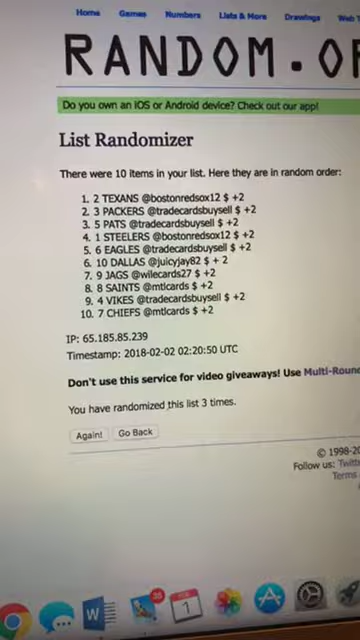 Home Games Numbers Lists & More Drawings Web
RANDOM.O
Do you own an iOS or Android device? Check out our app!
List Randomizer
There were 10 items in your list. Here they are in random order:
1. 2 TEXANS @bostonredsox12 $ +2
2. 3 PACKERS @tradecardsbuysell $ +2
3. 5 PATS @tradecardsbuysell $ +2
4. 1 STEELERS @bostonredsox12 $ +2
5. 6 EAGLES @tradecardsbuysell $ +2
6. 10 DALLAS @juicyjay82 $ + 2
7. 9 JAGS @wilecards27 $ +2
8. 8 SAINTS @mtlcards $ +2
9. 4 VIKES @tradecardsbuysell $ +2
10. 7 CHIEFS @mtlcards $ +2
IP: 65.185.85.239
Timestamp: 2018-02-02 02:20:50 UTC
Don't use this service for video giveaways! Use Multi-Roun
You have randomized this list 3 times.
Again! Go Back
© 1998-20
Follow us: Twitt
Terms
35
1
W